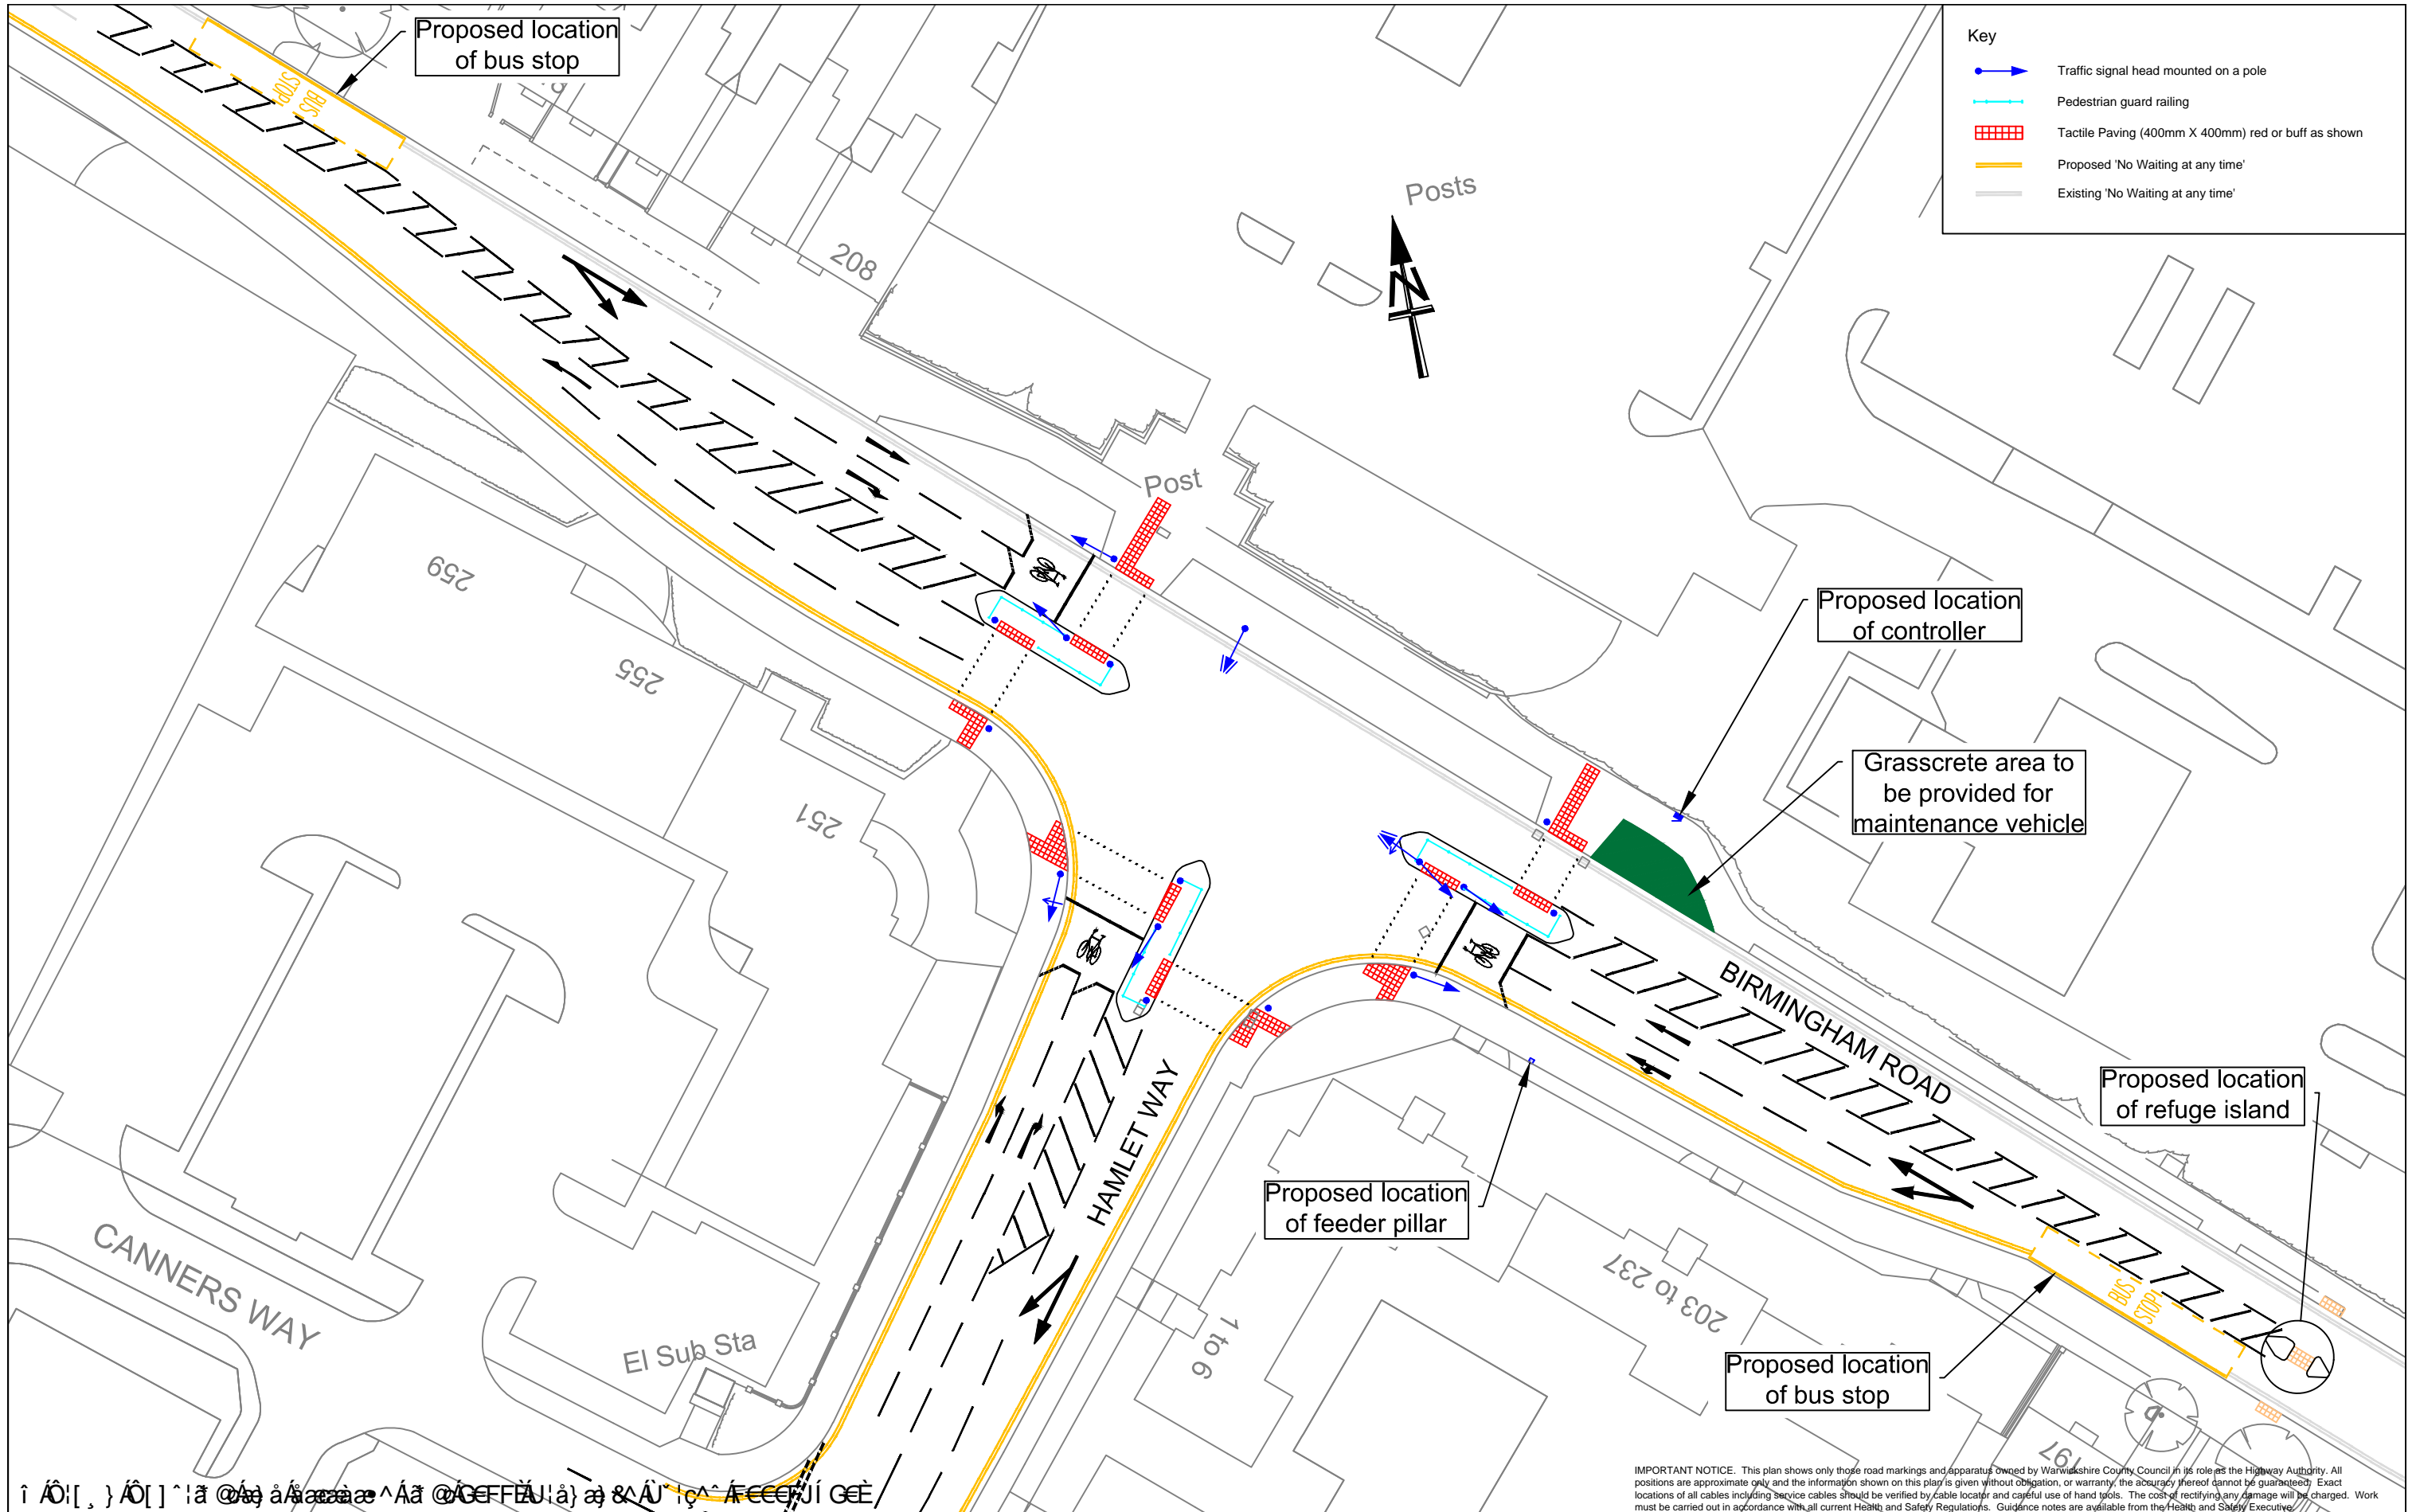 Proposed location
of bus stop
BUS
STOP
Key
Traffic signal head mounted on a pole
Pedestrian guard railing
Tactile Paving (400mm X 400mm) red or buff as shown
Proposed 'No Waiting at any time'
Existing 'No Waiting at any time'
Posts
N
208
Post
259
255
251
Proposed location
of controller
Grasscrete area to
be provided for
maintenance vehicle
BIRMINGHAM ROAD
HAMLET WAY
Proposed location
of refuge island
Proposed location
of feeder pillar
203 to 237
CANNERS WAY
El Sub Sta
1 to 6
BUS
STOP
Proposed location
of bus stop
197
IMPORTANT NOTICE. This plan shows only those road markings and apparatus owned by Warwickshire County Council in its role as the Highway Authority. All
positions are approximate only and the information shown on this plan is given without obligation, or warranty, the accuracy thereof cannot be guaranteed. Exact
locations of all cables including service cables should be verified by cable locator and careful use of hand tools. The cost of rectifying any damage will be charged. Work
must be carried out in accordance with all current Health and Safety Regulations. Guidance notes are available from the Health and Safety Executive.